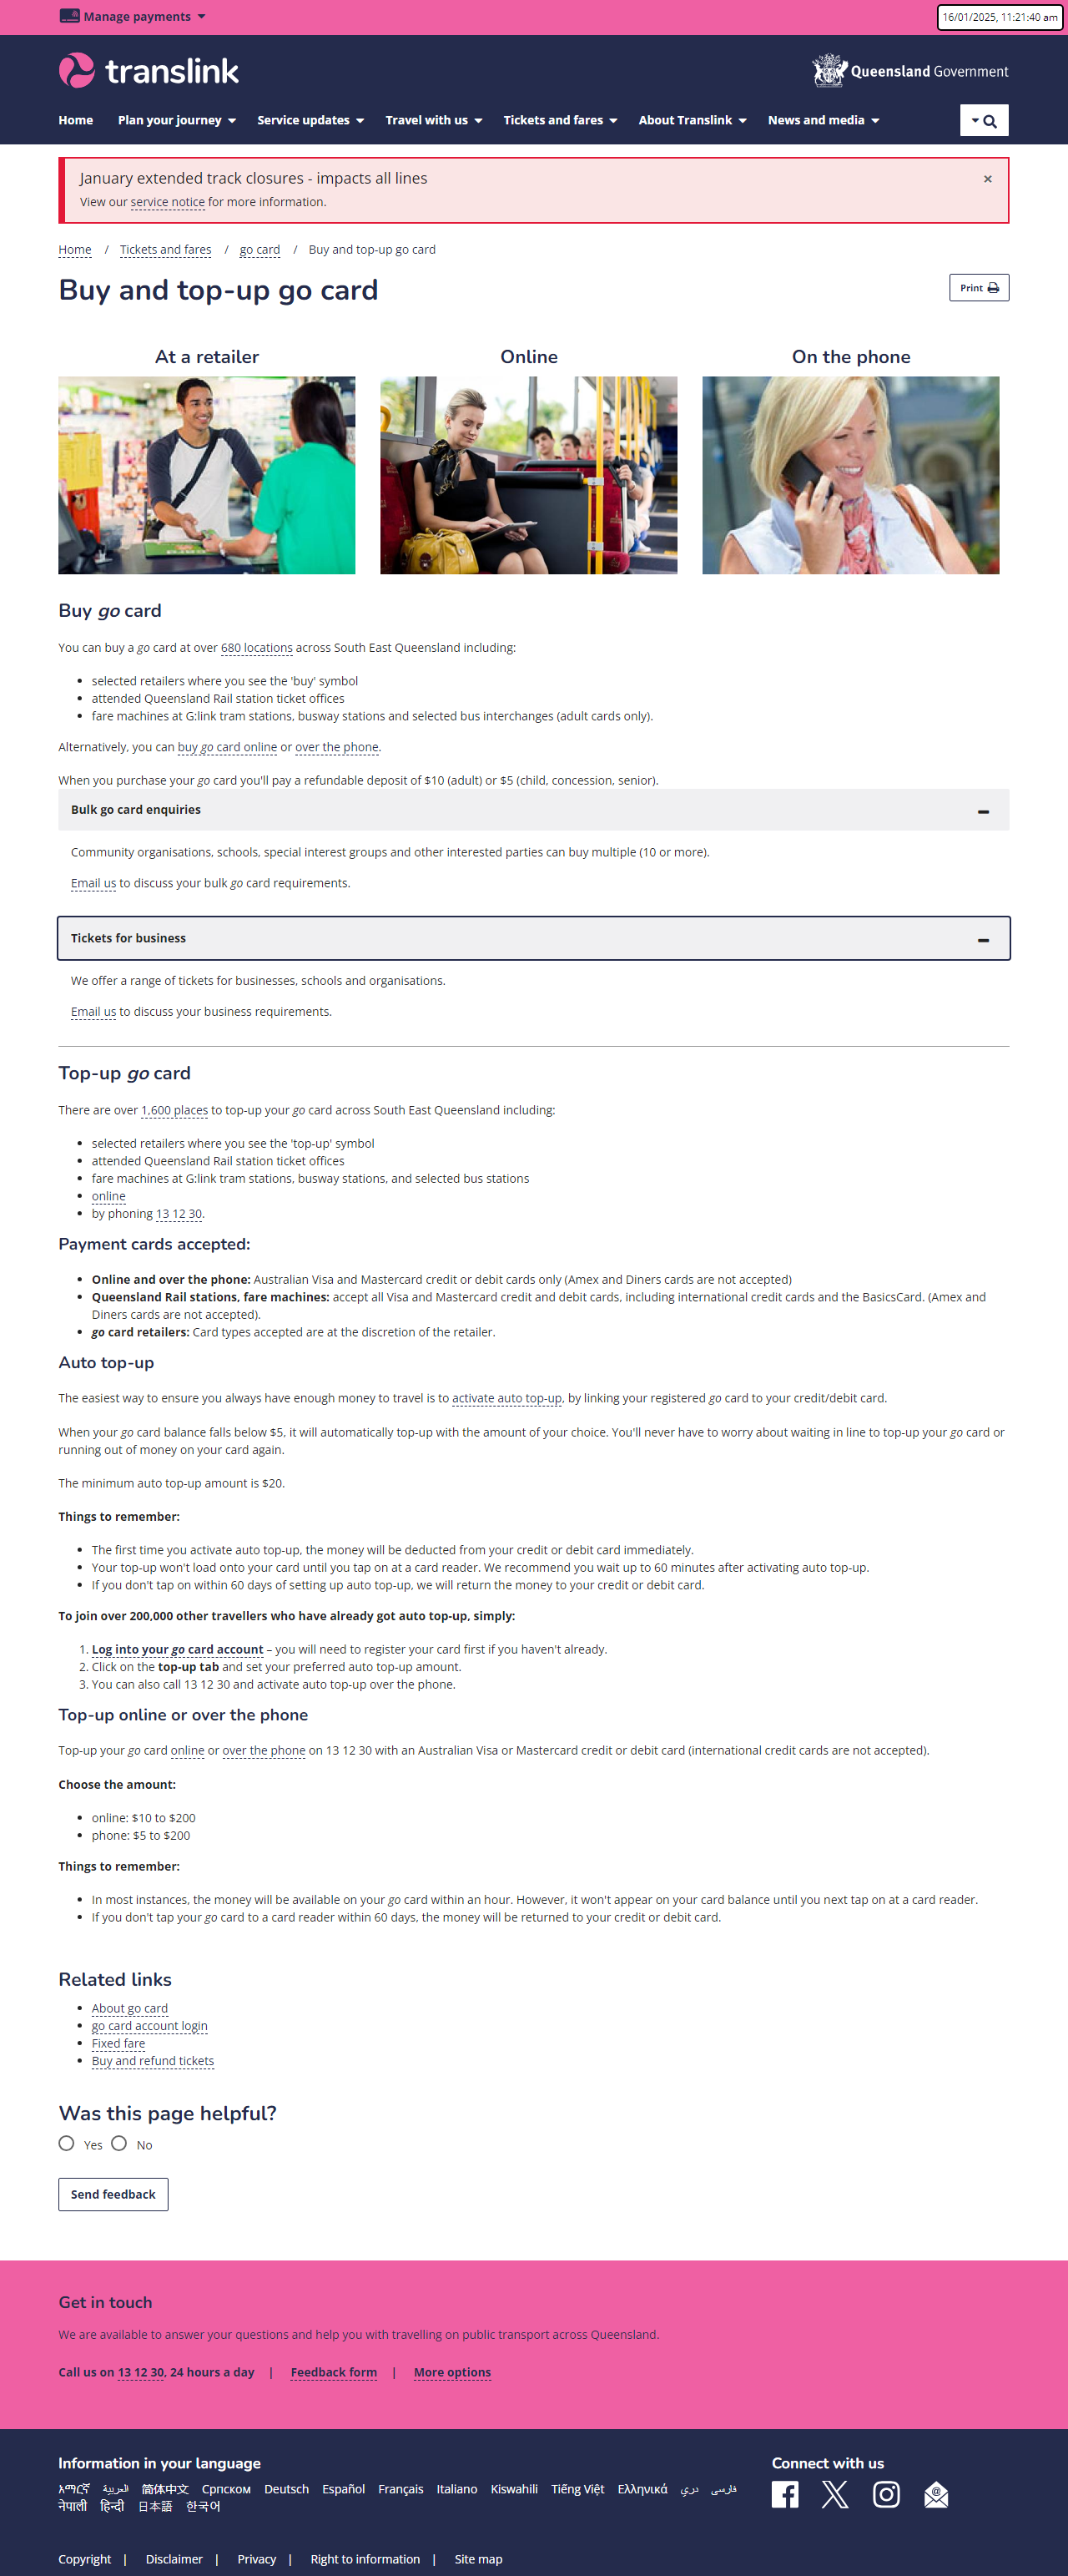 Manage payments
16/01/2025, 11:21:40 am
translink
Queensland Government
Home Plan your journey Service updates Travel with us Tickets and fares About Translink News and media
January extended track closures - impacts all lines
×
View our service notice for more information.
Home / Tickets and fares / go card / Buy and top-up go card
Buy and top-up go card
Print
At a retailer
Online
On the phone
Buy go card
You can buy a go card at over 680 locations across South East Queensland including:
• selected retailers where you see the 'buy' symbol
• attended Queensland Rail station ticket offices
• fare machines at G:link tram stations, busway stations and selected bus interchanges (adult cards only).
Alternatively, you can buy go card online or over the phone.
When you purchase your go card you'll pay a refundable deposit of $10 (adult) or $5 (child, concession, senior).
Bulk go card enquiries
Community organisations, schools, special interest groups and other interested parties can buy multiple (10 or more).
Email us to discuss your bulk go card requirements.
Tickets for business
We offer a range of tickets for businesses, schools and organisations.
Email us to discuss your business requirements.
Top-up go card
There are over 1,600 places to top-up your go card across South East Queensland including:
• selected retailers where you see the 'top-up' symbol
• attended Queensland Rail station ticket offices
• fare machines at G:link tram stations, busway stations, and selected bus stations
• online
• by phoning 13 12 30.
Payment cards accepted:
• Online and over the phone: Australian Visa and Mastercard credit or debit cards only (Amex and Diners cards are not accepted)
• Queensland Rail stations, fare machines: accept all Visa and Mastercard credit and debit cards, including international credit cards and the BasicsCard. (Amex and
Diners cards are not accepted).
• go card retailers: Card types accepted are at the discretion of the retailer.
Auto top-up
The easiest way to ensure you always have enough money to travel is to activate auto top-up, by linking your registered go card to your credit/debit card.
When your go card balance falls below $5, it will automatically top-up with the amount of your choice. You'll never have to worry about waiting in line to top-up your go card or
running out of money on your card again.
The minimum auto top-up amount is $20.
Things to remember:
• The first time you activate auto top-up, the money will be deducted from your credit or debit card immediately.
• Your top-up won't load onto your card until you tap on at a card reader. We recommend you wait up to 60 minutes after activating auto top-up.
• If you don't tap on within 60 days of setting up auto top-up, we will return the money to your credit or debit card.
To join over 200,000 other travellers who have already got auto top-up, simply:
1. Log into your go card account – you will need to register your card first if you haven't already.
2. Click on the top-up tab and set your preferred auto top-up amount.
3. You can also call 13 12 30 and activate auto top-up over the phone.
Top-up online or over the phone
Top-up your go card online or over the phone on 13 12 30 with an Australian Visa or Mastercard credit or debit card (international credit cards are not accepted).
Choose the amount:
• online: $10 to $200
• phone: $5 to $200
Things to remember:
• In most instances, the money will be available on your go card within an hour. However, it won't appear on your card balance until you next tap on at a card reader.
• If you don't tap your go card to a card reader within 60 days, the money will be returned to your credit or debit card.
Related links
• About go card
• go card account login
• Fixed fare
• Buy and refund tickets
Was this page helpful?
Yes No
Send feedback
Get in touch
We are available to answer your questions and help you with travelling on public transport across Queensland.
Call us on 13 12 30, 24 hours a day | Feedback form | More options
Information in your language
አማርኛ العربية 简体中文 Српском Deutsch Español Français Italiano Kiswahili Tiếng Việt Ελληνικά دری فارسی
नेपाली हिन्दी 日本語 한국어
Connect with us
Copyright | Disclaimer | Privacy | Right to information | Site map